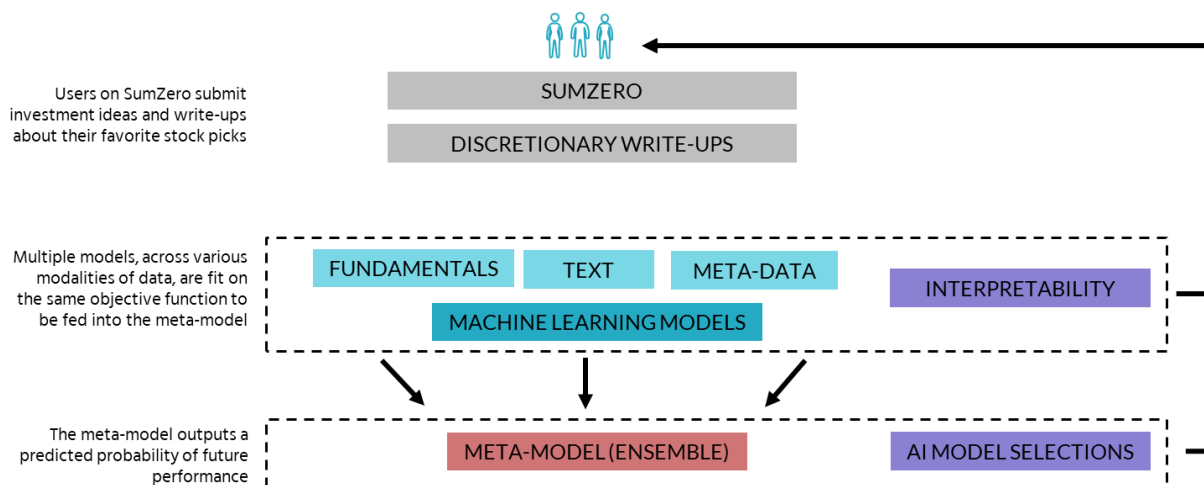 SUMZERO
Users on SumZero submit
investment ideas and write-ups
about their favorite stock picks
DISCRETIONARY WRITE-UPS
Multiple models, across various
modalities of data, are fit on
the same objective function to
be fed into the meta-model
FUNDAMENTALS
TEXT
META-DATA
INTERPRETABILITY
MACHINE LEARNING MODELS
The meta-model outputs a
predicted probability of future
performance
META-MODEL (ENSEMBLE)
AI MODEL SELECTIONS